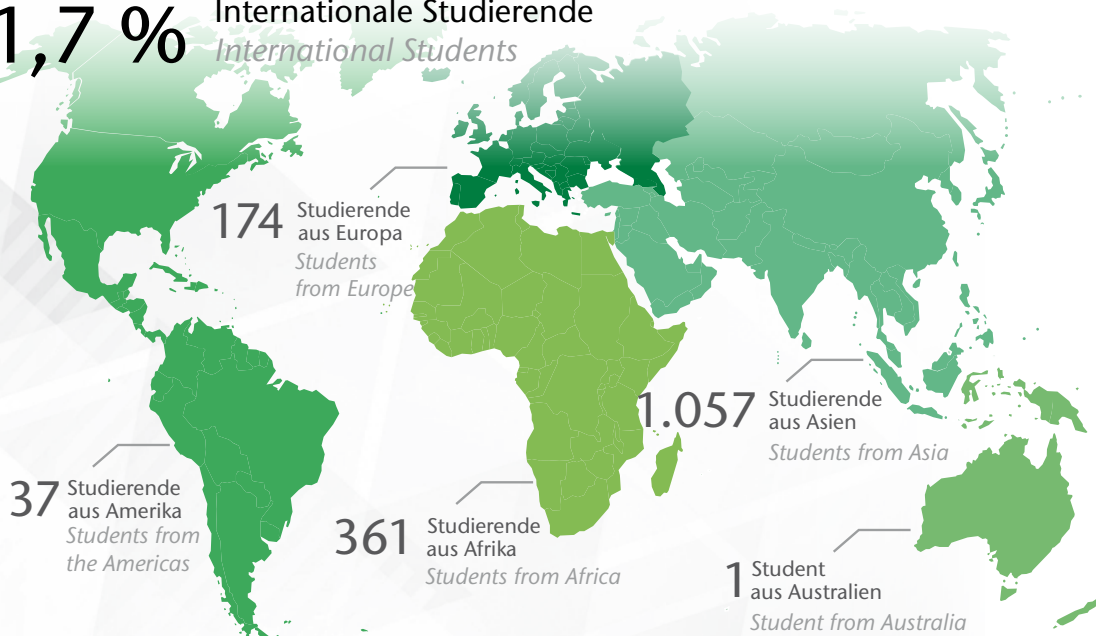 1,7 %
Internationale Studierende
International Students
174
Studierende
aus Europa
Students
from Europe
1.057
Studierende
aus Asien
Students from Asia
37
Studierende
aus Amerika
Students from
the Americas
361
Studierende
aus Afrika
Students from Africa
1
Student
aus Australien
Student from Australia